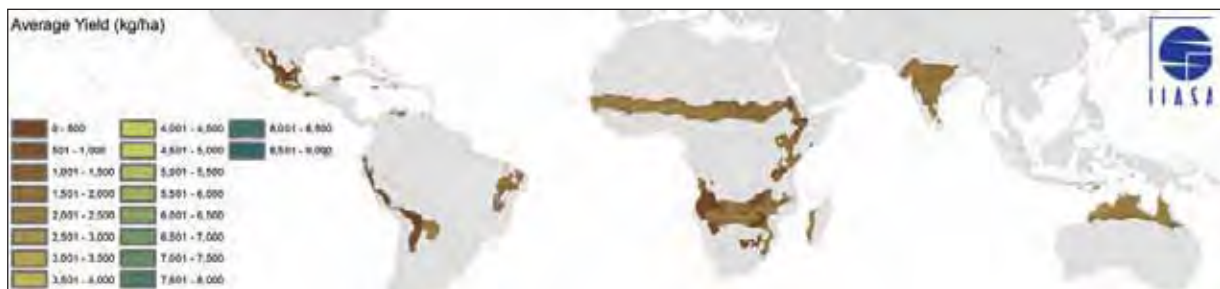 Average Yield (kg/ha)
IIASA
0 - 500
501 - 1,000
1,001 - 1,500
1,501 - 2,000
2,001 - 2,500
2,501 - 3,000
3,001 - 3,500
3,501 - 4,000
4,001 - 4,500
4,501 - 5,000
5,001 - 5,500
5,501 - 6,000
6,001 - 6,500
6,501 - 7,000
7,001 - 7,500
7,501 - 8,000
8,001 - 8,500
8,501 - 9,000